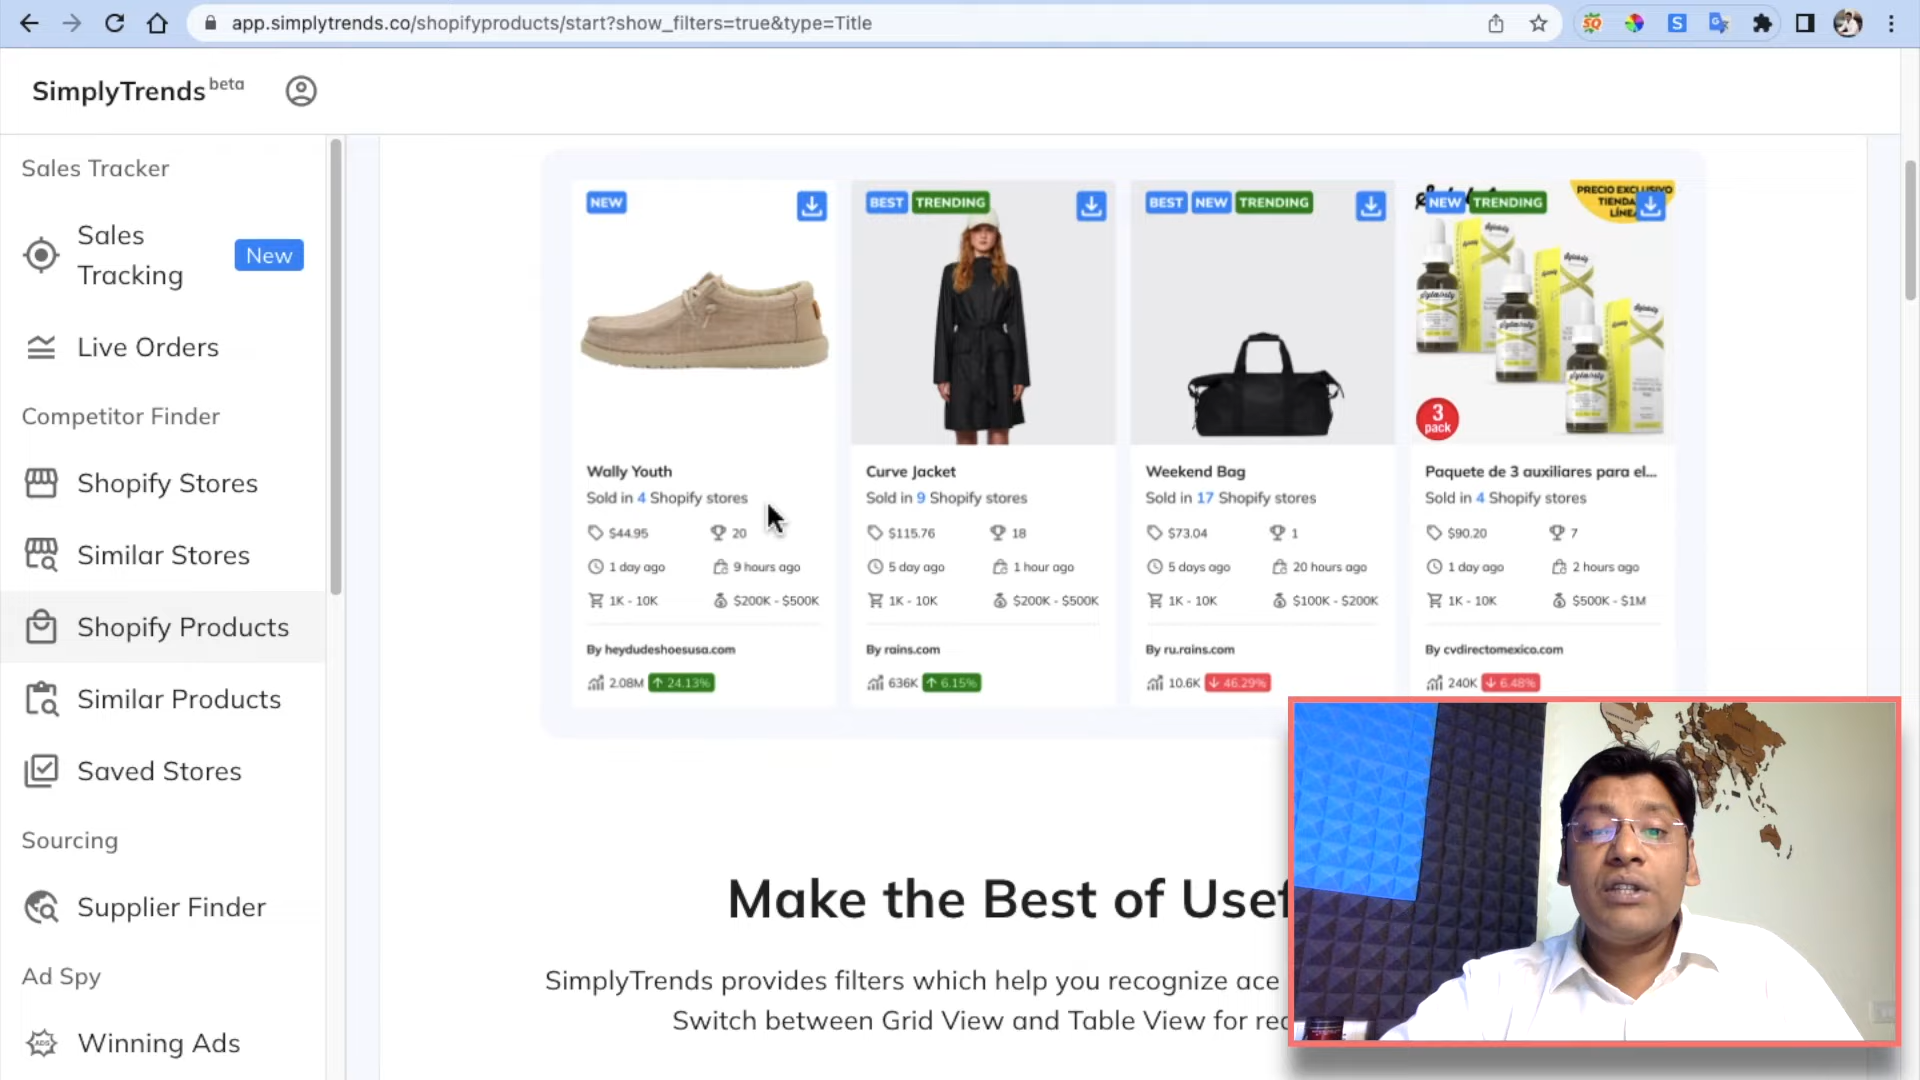 app.simplytrends.co/shopifyproducts/start?show_filters=true&type=Title
SimplyTrends beta
Sales Tracker
Sales Tracking
New
Live Orders
Competitor Finder
Shopify Stores
Similar Stores
Shopify Products
Similar Products
Saved Stores
Sourcing
Supplier Finder
Ad Spy
Winning Ads
NEW
Wally Youth
Sold in 4 Shopify stores
$44.95 20
1 day ago 9 hours ago
1K - 10K $200K - $500K
By heydudeshoesusa.com
2.08M 24.13%
BEST TRENDING
Curve Jacket
Sold in 9 Shopify stores
$115.76 18
5 day ago 1 hour ago
1K - 10K $200K - $500K
By rains.com
636K 6.15%
BEST NEW TRENDING
Weekend Bag
Sold in 17 Shopify stores
$73.04 1
5 days ago 20 hours ago
1K - 10K $100K - $200K
By ru.rains.com
10.6K 46.29%
NEW TRENDING
PRECIO EXCLUSIVO
TIENDA
LÍNEA
3
pack
Paquete de 3 auxiliares para el...
Sold in 4 Shopify stores
$90.20 7
1 day ago 2 hours ago
1K - 10K $500K - $1M
By cvdirectomexico.com
240K 6.48%
Make the Best of Usef
SimplyTrends provides filters which help you recognize ace
Switch between Grid View and Table View for